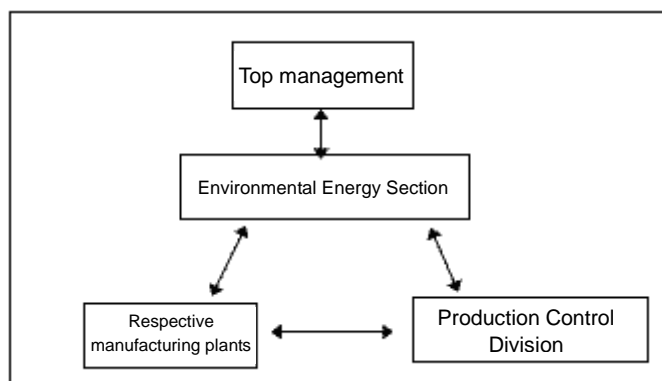 Top management
Environmental Energy Section
Respective
manufacturing plants
Production Control
Division